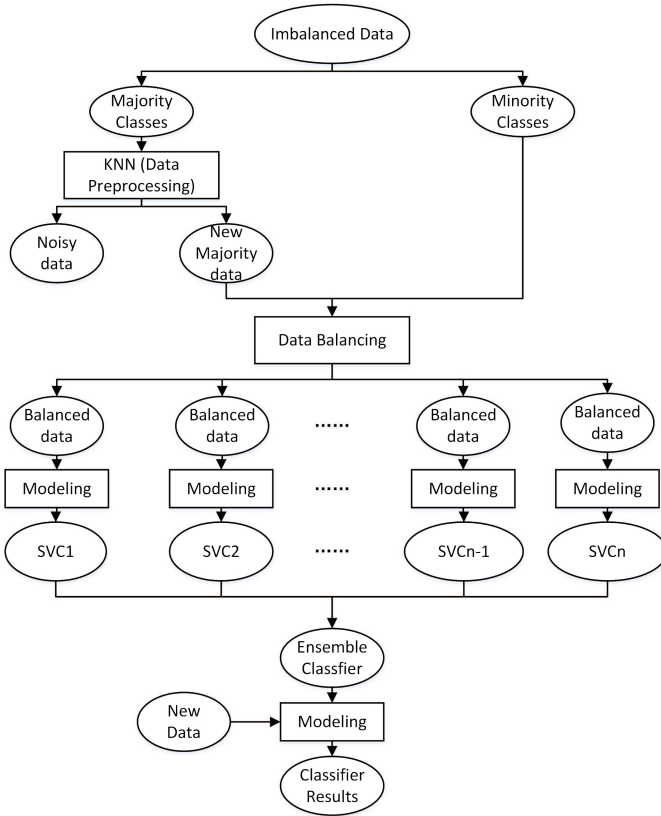 Imbalanced Data
Majority
Classes
Minority
Classes
KNN (Data
Preprocessing)
Noisy
data
New
Majority
data
Data Balancing
Balanced
data
Balanced
data
......
Balanced
data
Balanced
data
Modeling
Modeling
......
Modeling
Modeling
SVC1
SVC2
......
SVCn-1
SVCn
Ensemble
Classfier
New
Data
Modeling
Classifier
Results